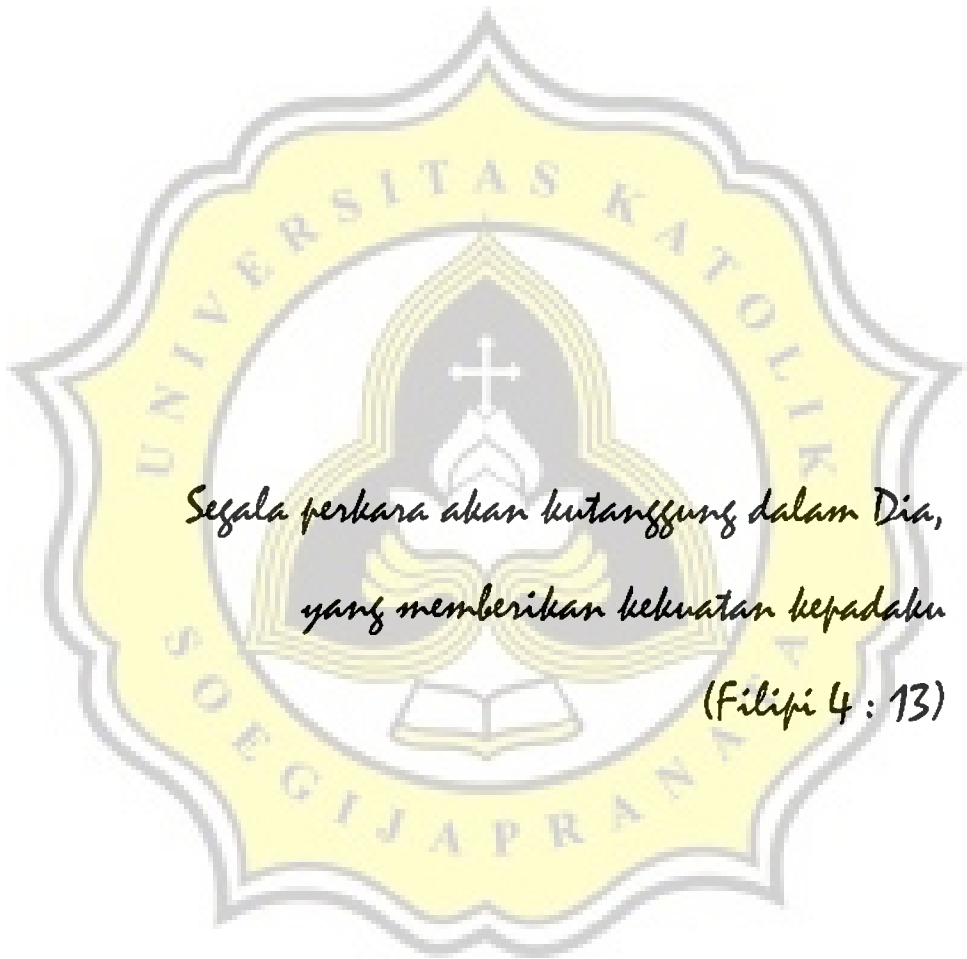 UNIVERSITAS KATOLIK
Segala perkara akan kutanggung dalam Dia,
yang memberikan kekuatan kepadaku
(Filipi 4 : 13)
SOEGIJAPRANATA